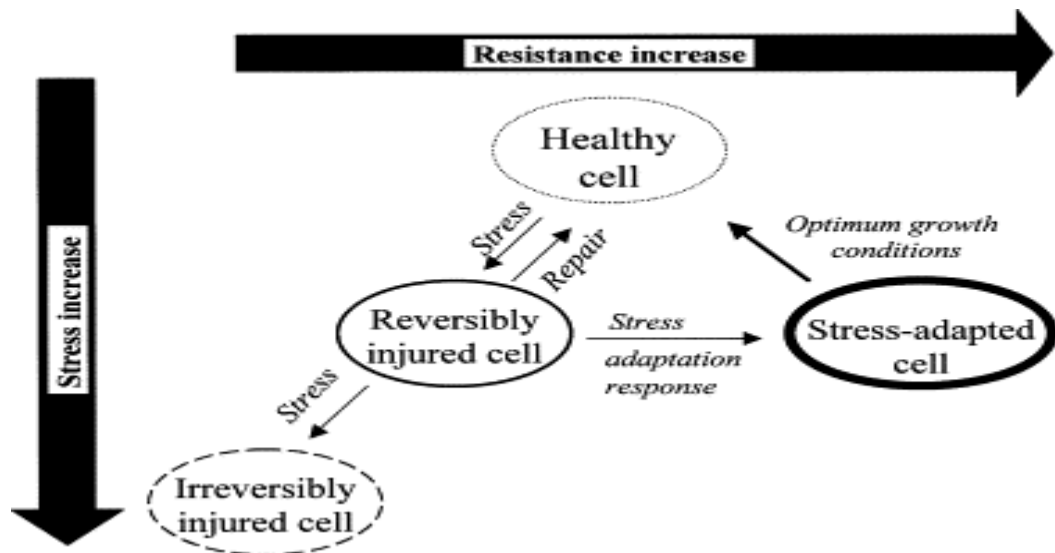 Resistance increase
Healthy
cell
Stress
Repair
Optimum growth
conditions
Stress increase
Reversibly
injured cell
Stress
adaptation
response
Stress-adapted
cell
Stress
Irreversibly
injured cell